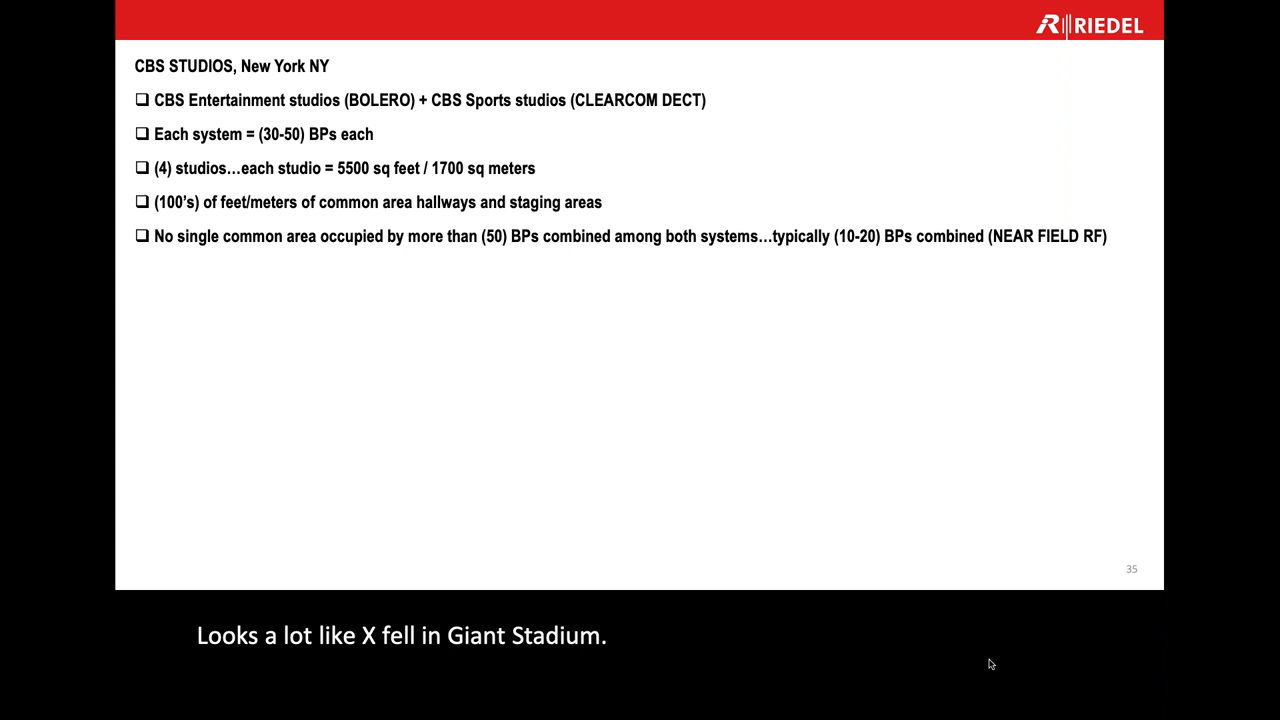 RIEDEL
CBS STUDIOS, New York NY
❑ CBS Entertainment studios (BOLERO) + CBS Sports studios (CLEARCOM DECT)
❑ Each system = (30-50) BPs each
❑ (4) studios…each studio = 5500 sq feet / 1700 sq meters
❑ (100’s) of feet/meters of common area hallways and staging areas
❑ No single common area occupied by more than (50) BPs combined among both systems…typically (10-20) BPs combined (NEAR FIELD RF)
35
Looks a lot like X fell in Giant Stadium.